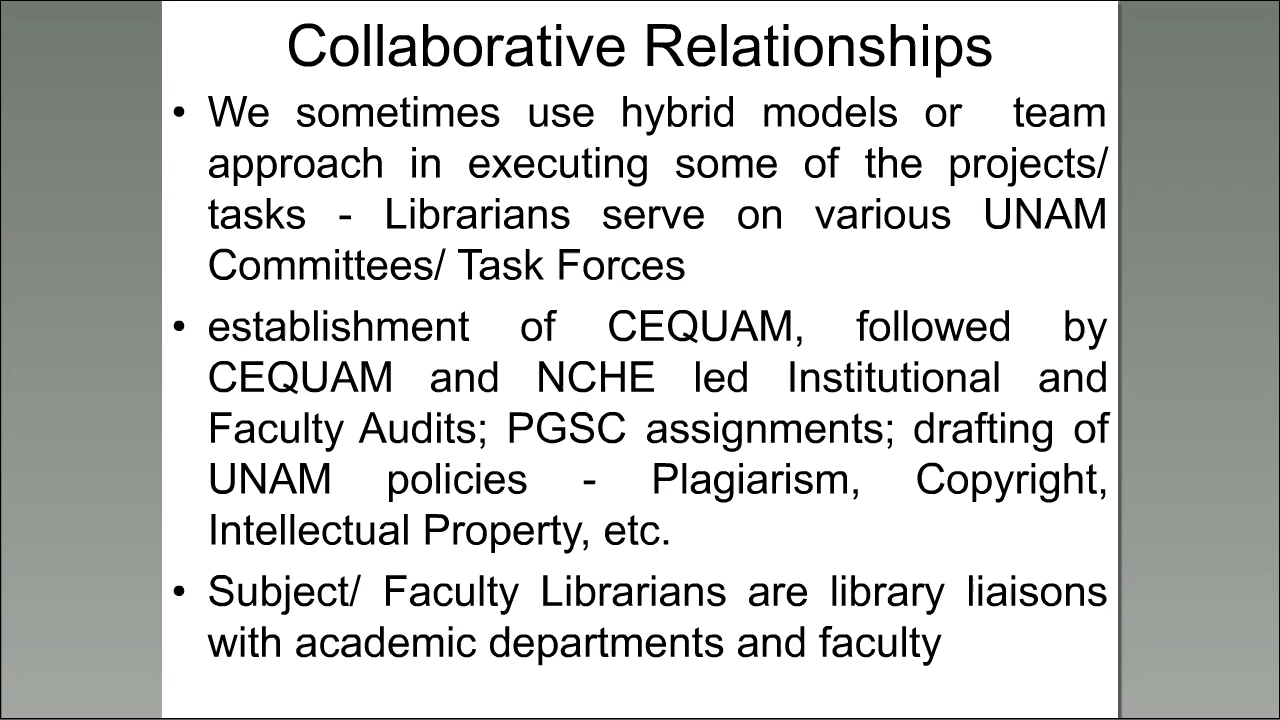 Collaborative Relationships
• We sometimes use hybrid models or team
approach in executing some of the projects/
tasks - Librarians serve on various UNAM
Committees/ Task Forces
• establishment of CEQUAM, followed by
CEQUAM and NCHE led Institutional and
Faculty Audits; PGSC assignments; drafting of
UNAM policies - Plagiarism, Copyright,
Intellectual Property, etc.
• Subject/ Faculty Librarians are library liaisons
with academic departments and faculty